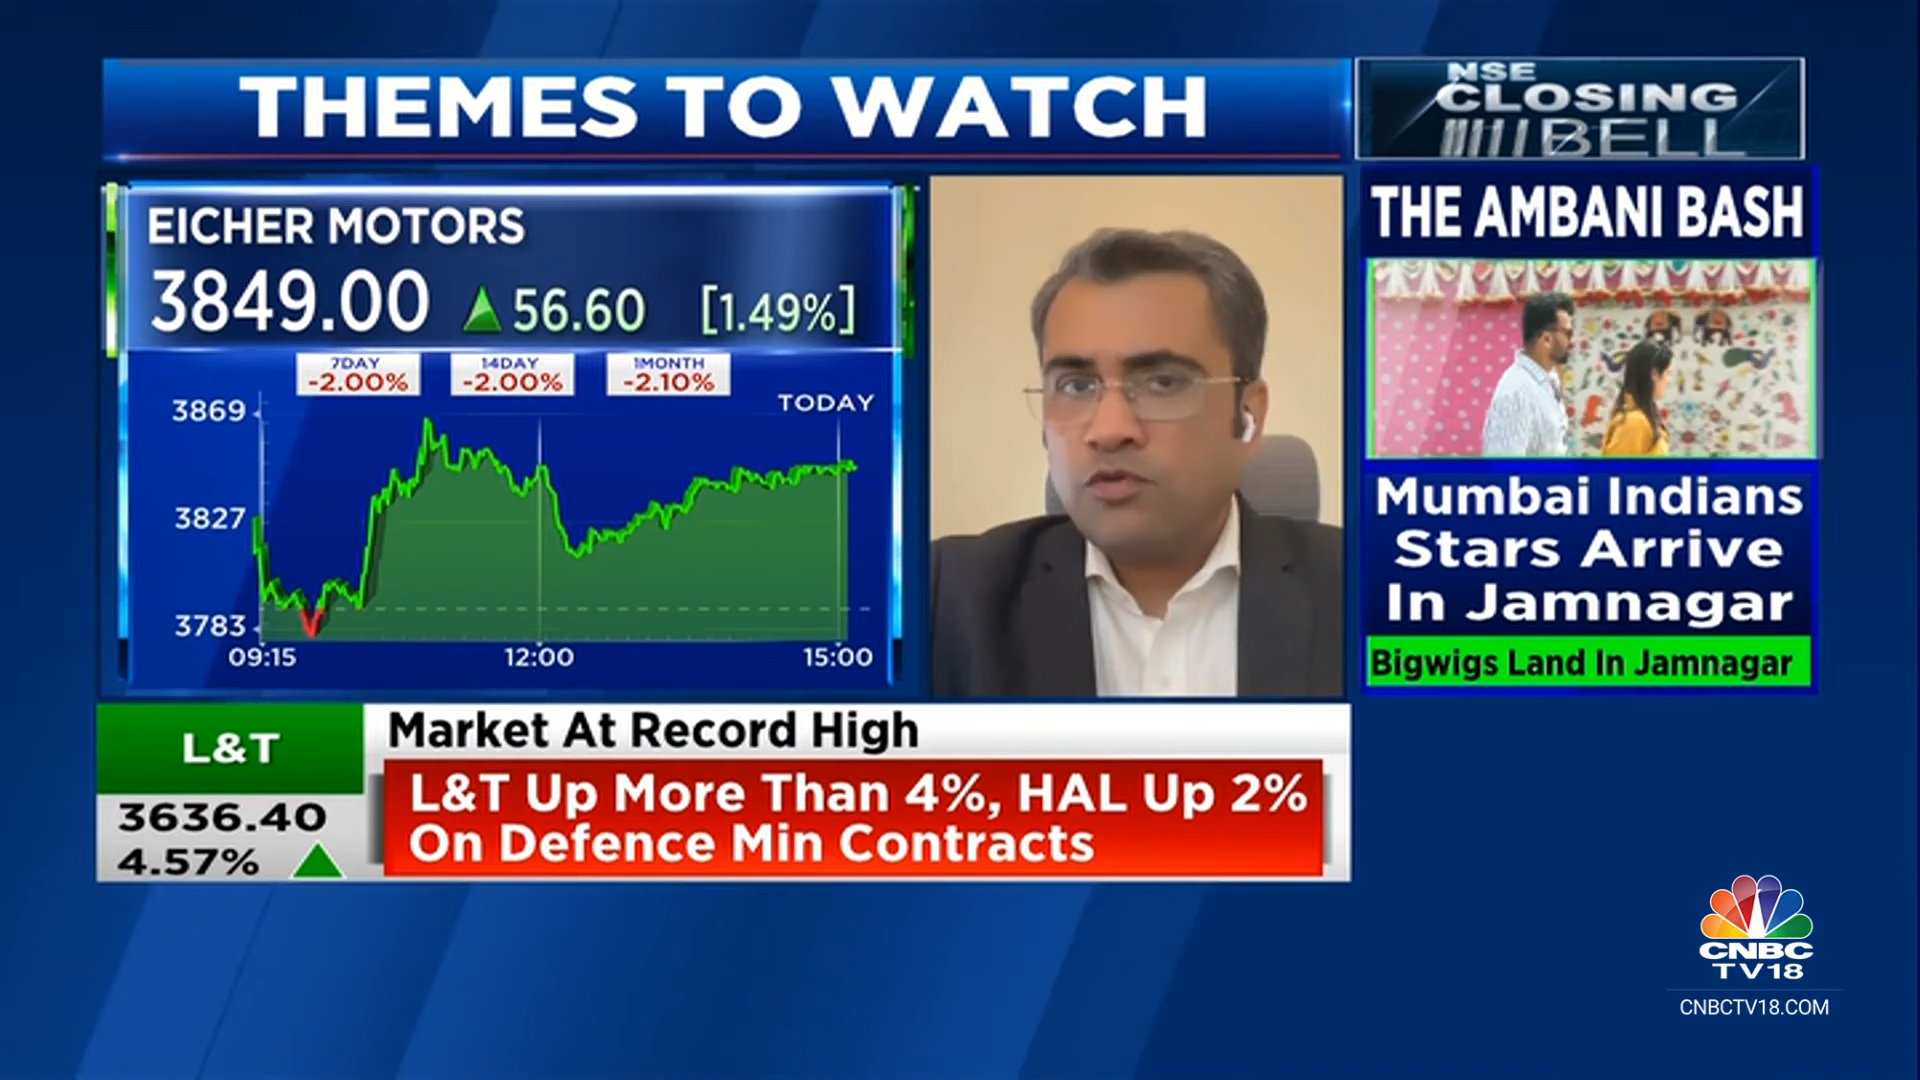 THEMES TO WATCH
NSE
CLOSING
BELL
EICHER MOTORS
3849.00 ▲ 56.60 [1.49%]
7DAY
-2.00%
14DAY
-2.00%
1MONTH
-2.10%
TODAY
3869
3827
3783
09:15 12:00 15:00
THE AMBANI BASH
Mumbai Indians
Stars Arrive
In Jamnagar
Bigwigs Land In Jamnagar
L&T
3636.40
4.57% ▲
Market At Record High
L&T Up More Than 4%, HAL Up 2%
On Defence Min Contracts
CNBC
TV18
CNBCTV18.COM